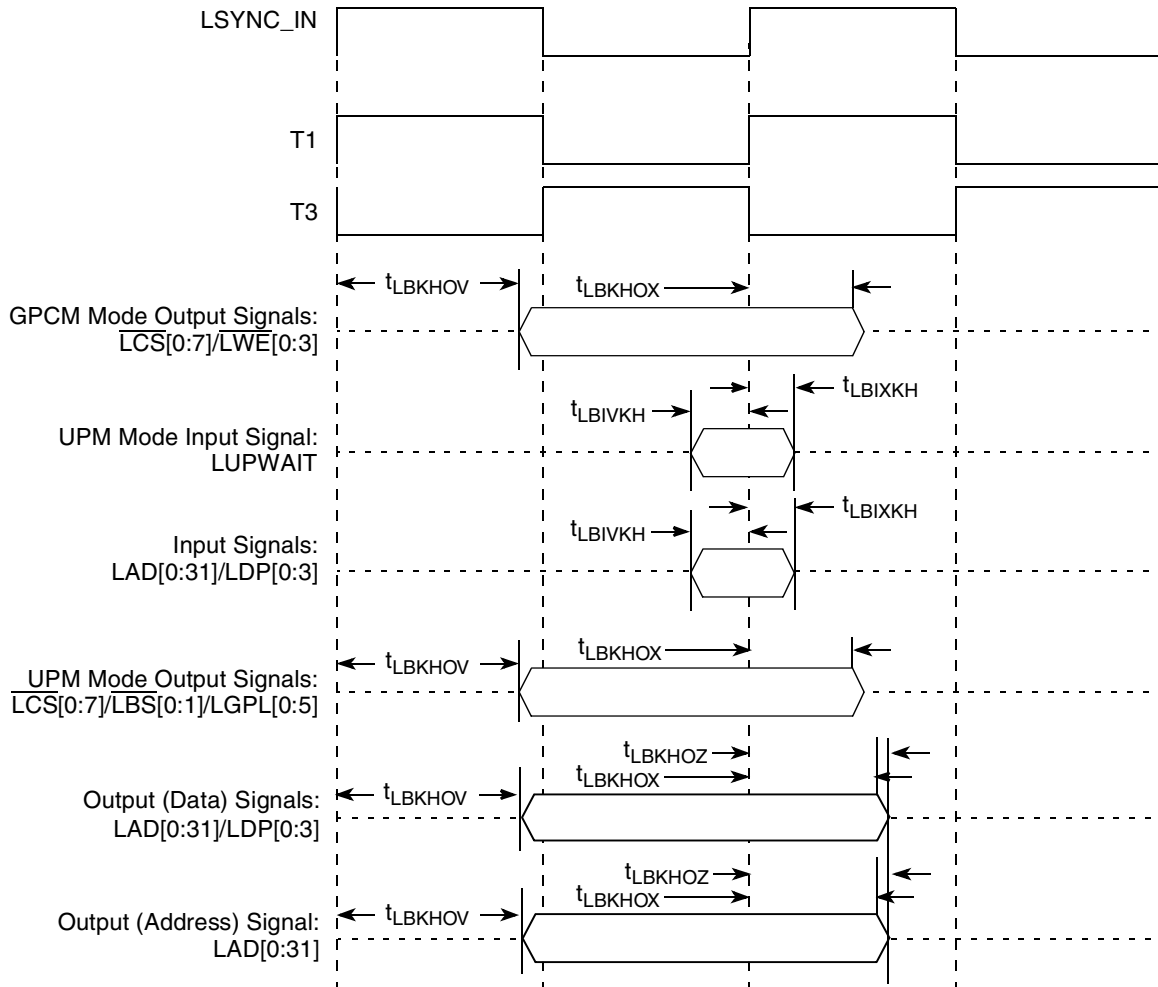 LSYNC_IN
T1
T3
tLBKHOV
tLBKHOX
GPCM Mode Output Signals:
LCS[0:7]/LWE[0:3]
tLBIXKH
tLBIVKH
UPM Mode Input Signal:
LUPWAIT
tLBIXKH
tLBIVKH
Input Signals:
LAD[0:31]/LDP[0:3]
tLBKHOV
tLBKHOX
UPM Mode Output Signals:
LCS[0:7]/LBS[0:1]/LGPL[0:5]
tLBKHOZ
tLBKHOX
tLBKHOV
Output (Data) Signals:
LAD[0:31]/LDP[0:3]
tLBKHOZ
tLBKHOX
tLBKHOV
Output (Address) Signal:
LAD[0:31]